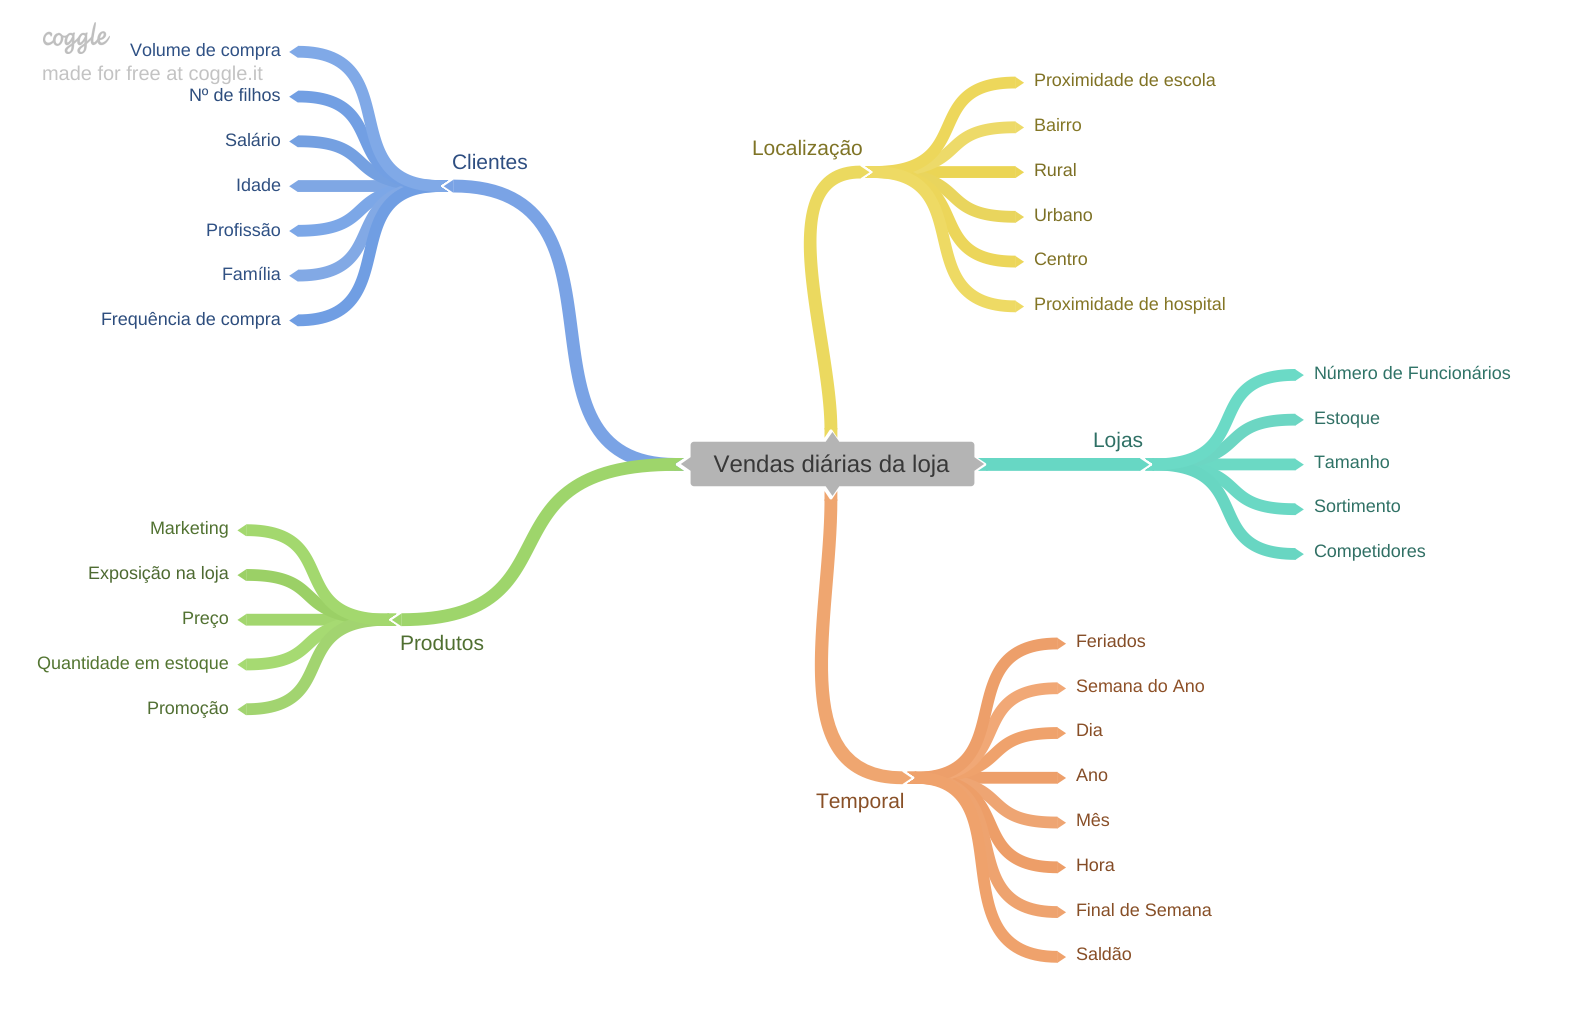 coggle
made for free at coggle.it
Volume de compra
Nº de filhos
Salário
Idade
Profissão
Família
Frequência de compra
Clientes
Localização
Proximidade de escola
Bairro
Rural
Urbano
Centro
Proximidade de hospital
Vendas diárias da loja
Lojas
Número de Funcionários
Estoque
Tamanho
Sortimento
Competidores
Marketing
Exposição na loja
Preço
Quantidade em estoque
Promoção
Produtos
Temporal
Feriados
Semana do Ano
Dia
Ano
Mês
Hora
Final de Semana
Saldão